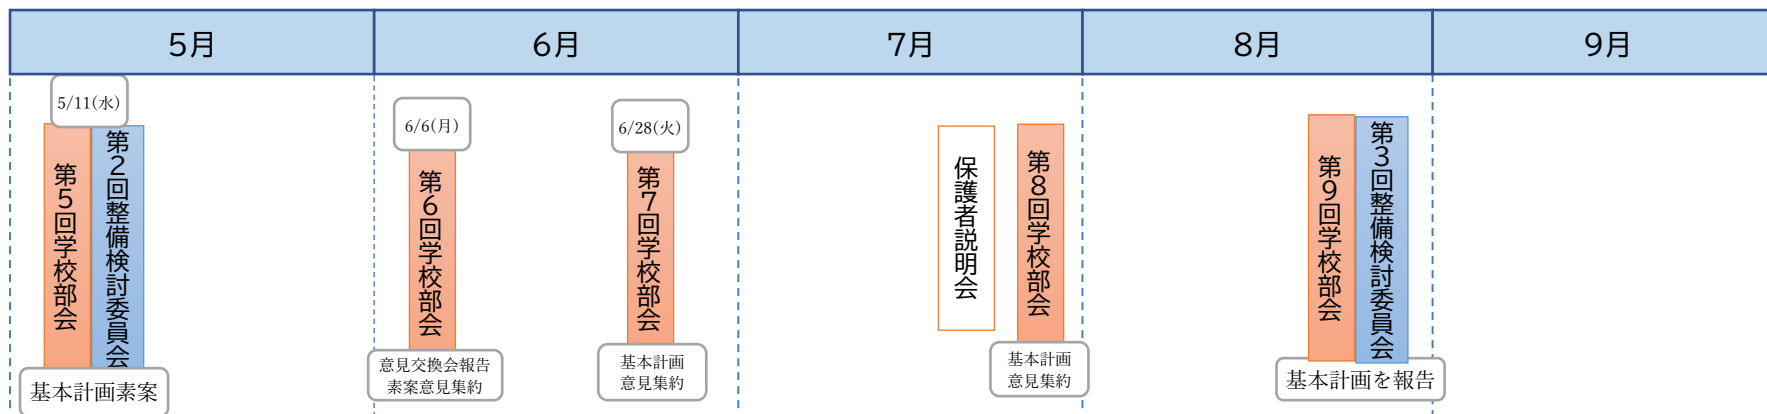 5月
6月
7月
8月
9月
5/11(水)
第5回学校部会
第2回整備検討委員会
基本計画素案
6/6(月)
第6回学校部会
意見交換会報告
素案意見集約
6/28(火)
第7回学校部会
基本計画
意見集約
保護者説明会
第8回学校部会
基本計画
意見集約
第9回学校部会
第3回整備検討委員会
基本計画を報告